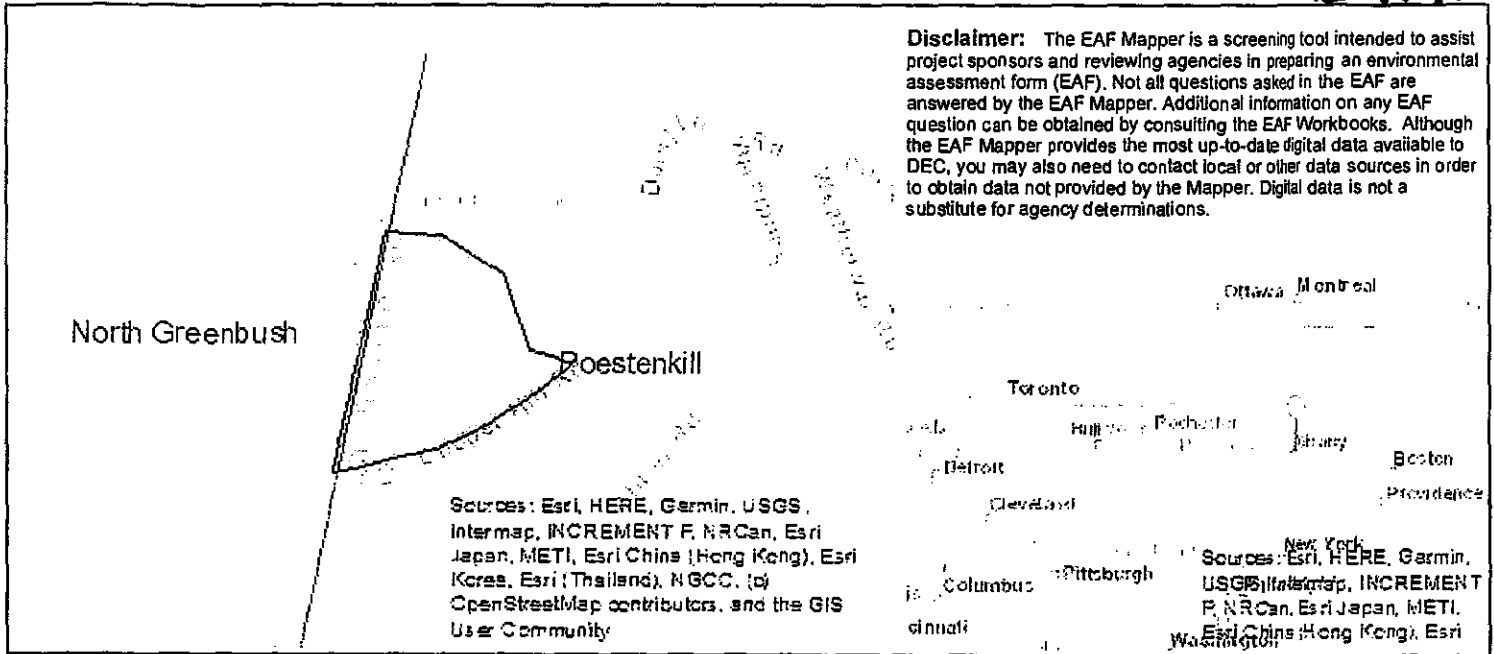 Disclaimer: The EAF Mapper is a screening tool intended to assist
project sponsors and reviewing agencies in preparing an environmental
assessment form (EAF). Not all questions asked in the EAF are
answered by the EAF Mapper. Additional information on any EAF
question can be obtained by consulting the EAF Workbooks. Although
the EAF Mapper provides the most up-to-date digital data available to
DEC, you may also need to contact local or other data sources in order
to obtain data not provided by the Mapper. Digital data is not a
substitute for agency determinations.
North Greenbush
Poestenkill
Sources: Esri, HERE, Garmin, USGS,
Intermap, INCREMENT P, NRCan, Esri
Japan, METI, Esri China (Hong Kong), Esri
Korea, Esri (Thailand), NGCC, (c)
OpenStreetMap contributors, and the GIS
User Community
Ottawa Montreal
Toronto
Rochester
Albany
Detroit
Boston
Cleveland
Providence
New York
Columbus Pittsburgh
cinnati
Washington
Sources: Esri, HERE, Garmin,
USGS, Intermap, INCREMENT
P, NRCan, Esri Japan, METI,
Esri China (Hong Kong), Esri